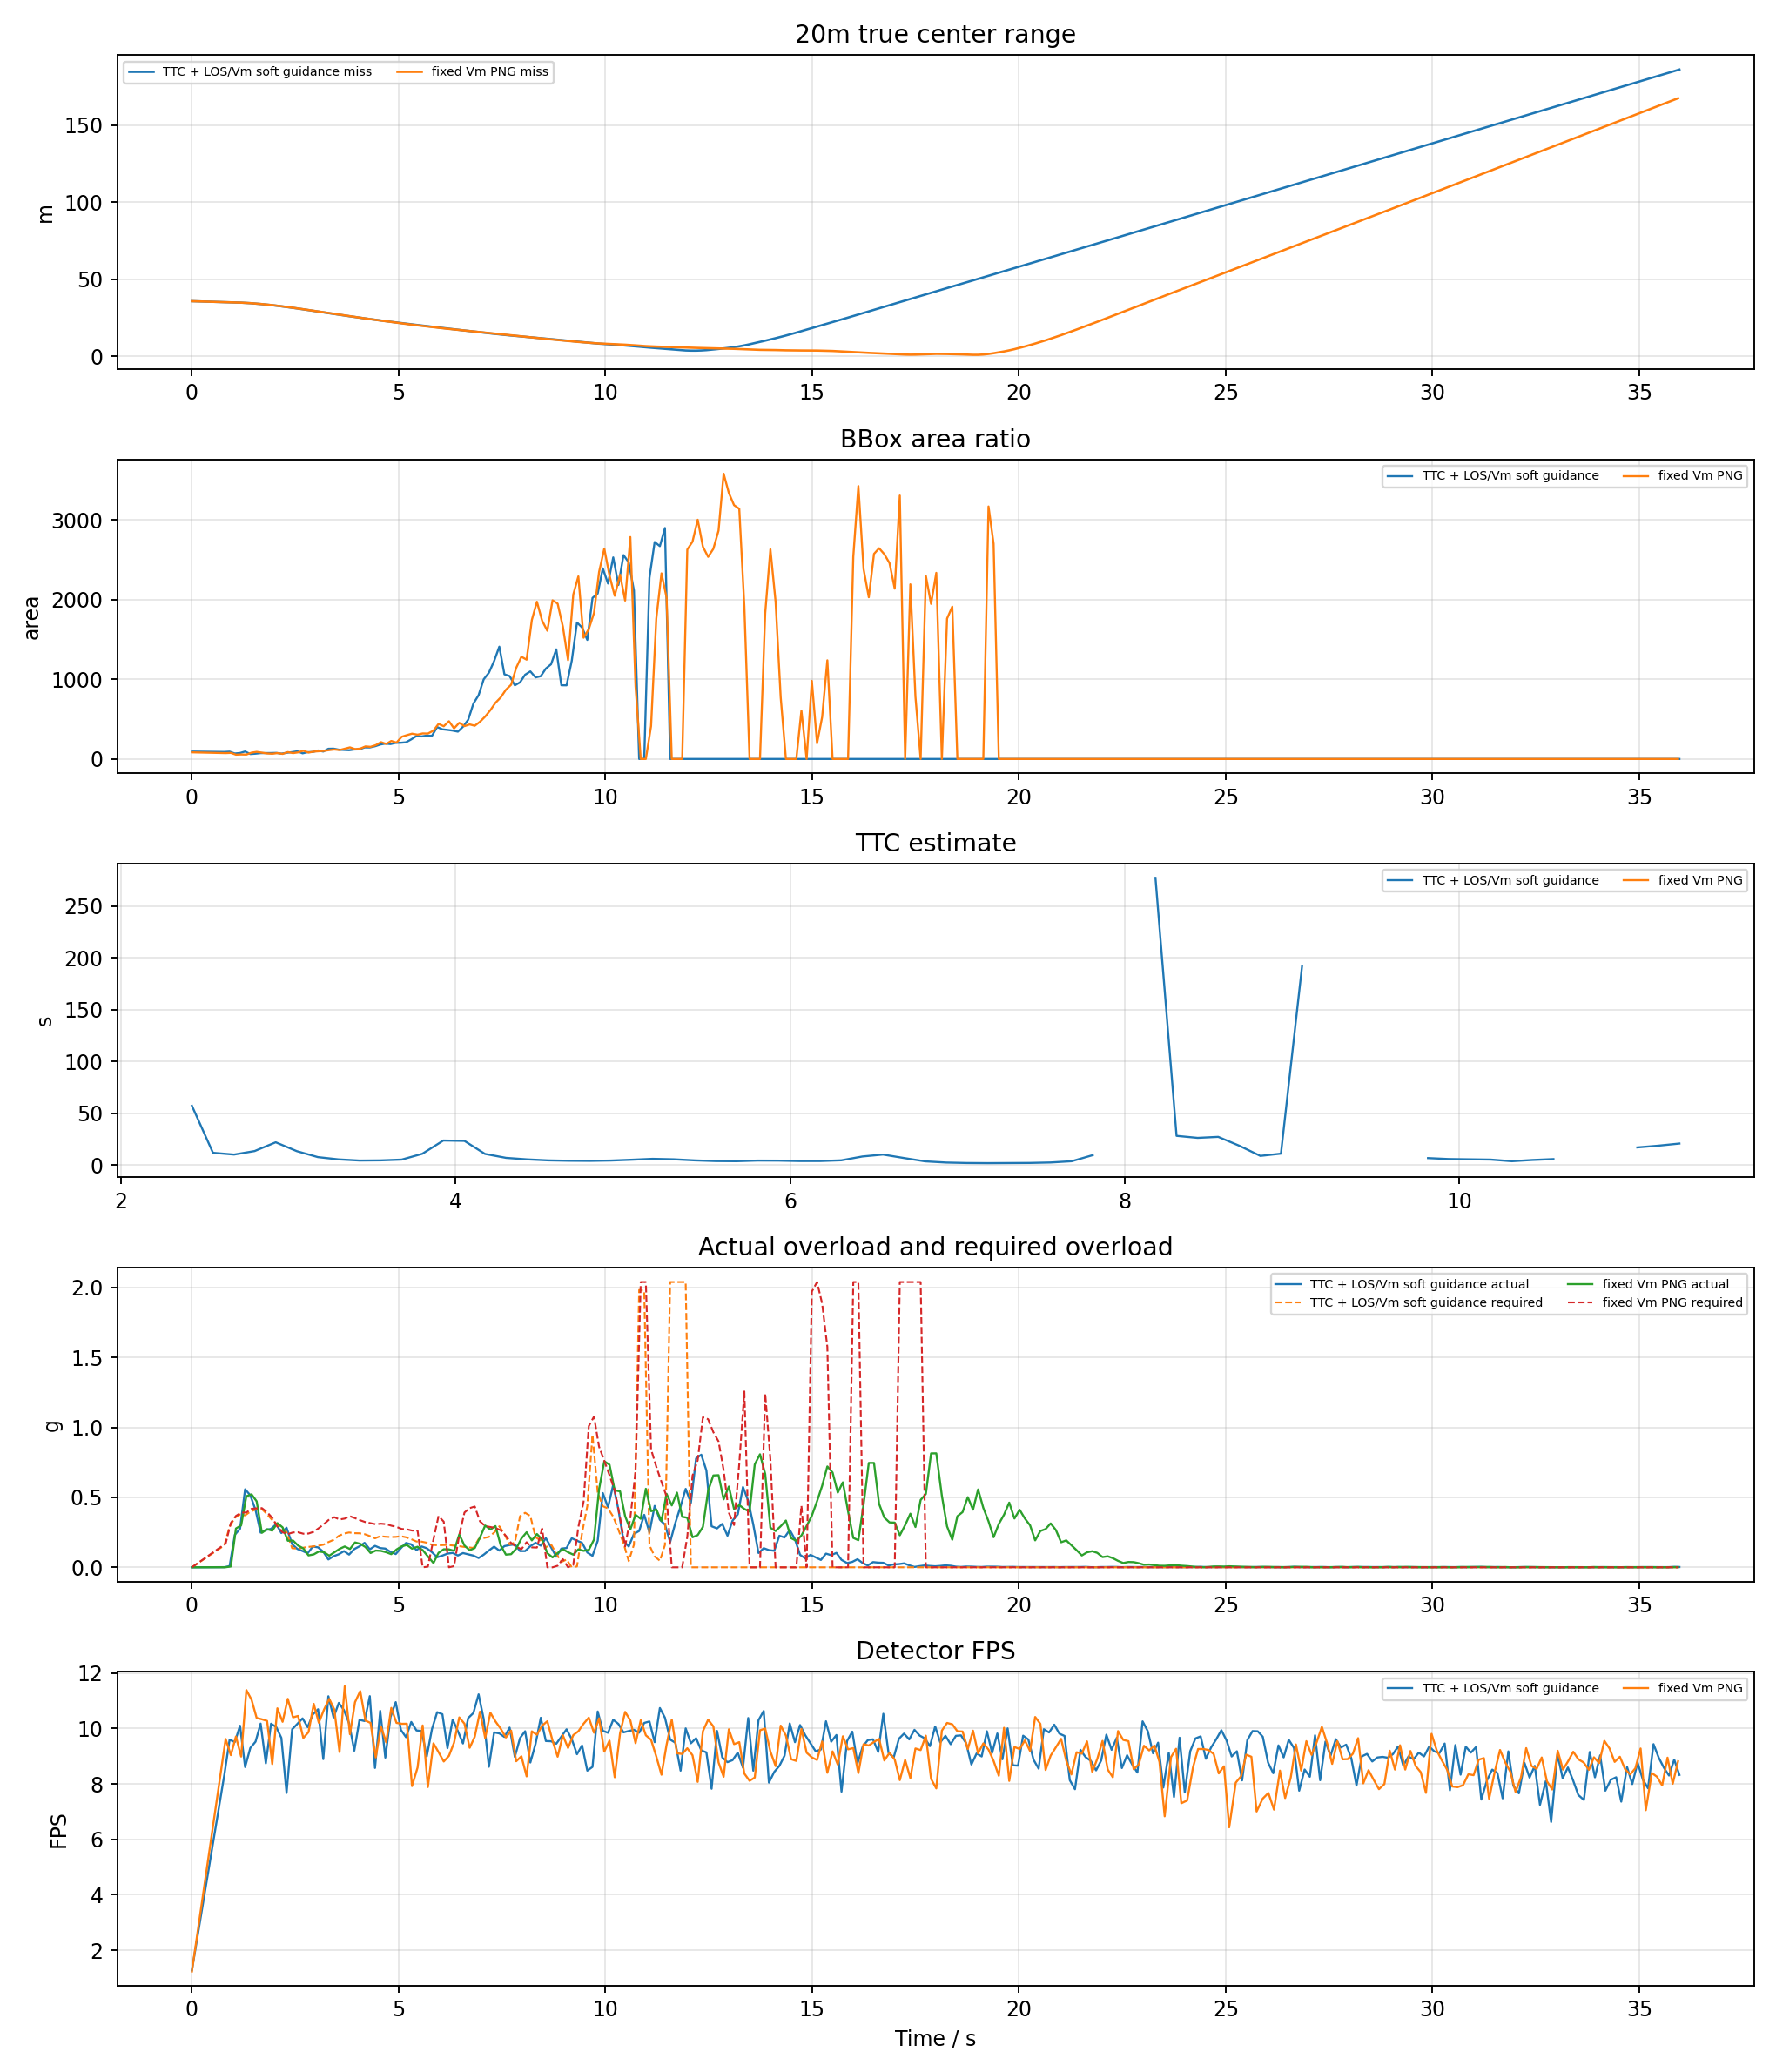 20m true center range
TTC + LOS/Vm soft guidance miss fixed Vm PNG miss
150
100
50
0
m
0 5 10 15 20 25 30 35
BBox area ratio
TTC + LOS/Vm soft guidance fixed Vm PNG
3000
2000
1000
0
area
0 5 10 15 20 25 30 35
TTC estimate
TTC + LOS/Vm soft guidance fixed Vm PNG
250
200
150
100
50
0
s
2 4 6 8 10
Actual overload and required overload
TTC + LOS/Vm soft guidance actual fixed Vm PNG actual
TTC + LOS/Vm soft guidance required fixed Vm PNG required
2.0
1.5
1.0
0.5
0.0
g
0 5 10 15 20 25 30 35
Detector FPS
TTC + LOS/Vm soft guidance fixed Vm PNG
12
10
8
6
4
2
FPS
0 5 10 15 20 25 30 35
Time / s